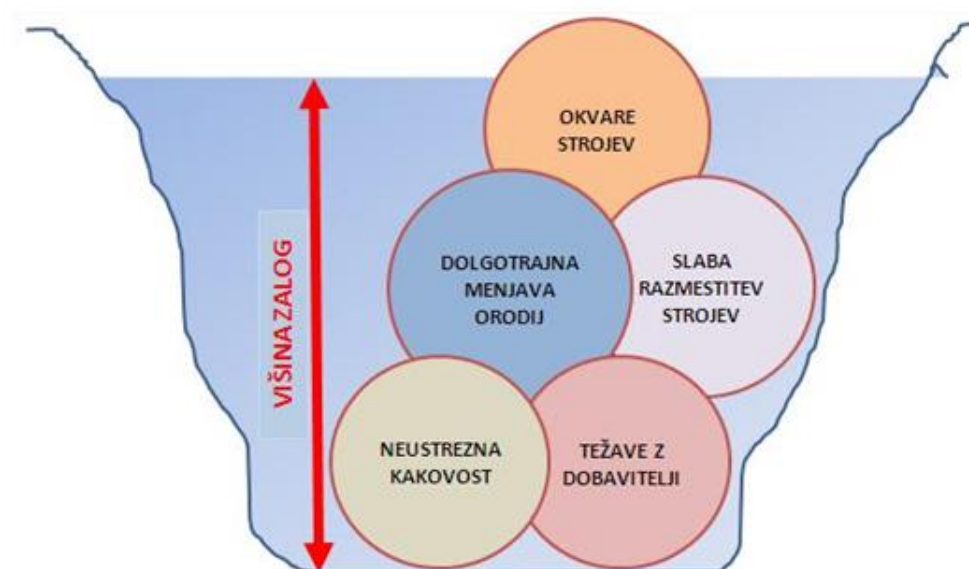 OKVARE
STROJEV
DOLGOTRAJNA
MENJAVA
ORODIJ
SLABA
RAZMESTITEV
STROJEV
VIŠINA ZALOG
NEUSTREZNA
KAKOVOST
TEŽAVE Z
DOBAVITELJI